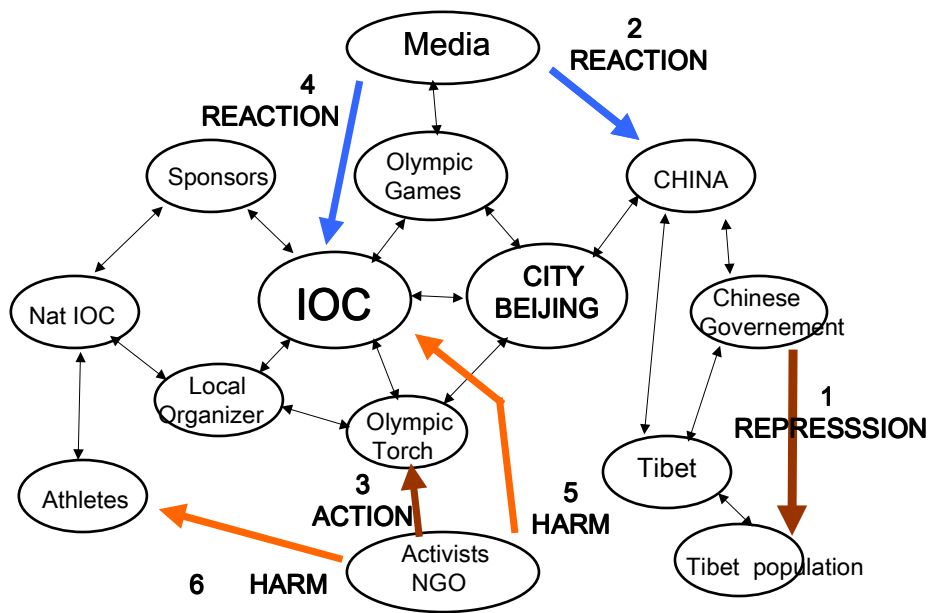 Media
2
REACTION
4
REACTION
Olympic
Games
Sponsors
CHINA
IOC
CITY
BEIJING
Nat IOC
Chinese
Governement
Local
Organizer
Olympic
Torch
1
REPRESSSION
Tibet
Athletes
3
ACTION
5
HARM
Activists
NGO
6 HARM
Tibet population